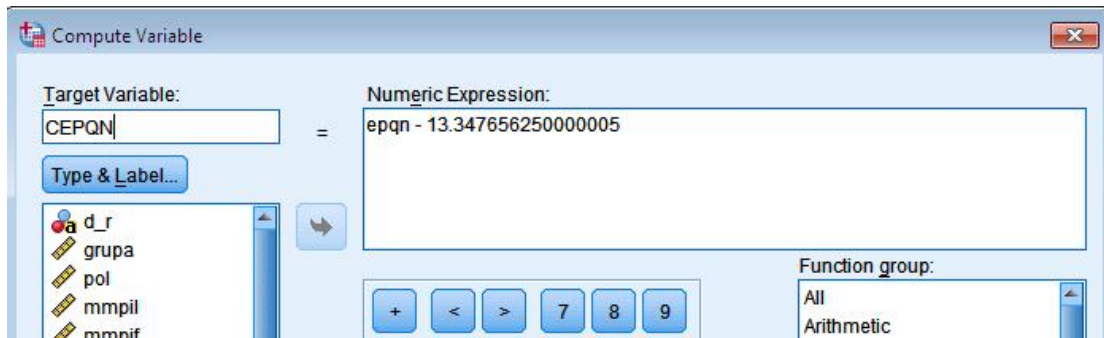 Compute Variable
Target Variable:
CEPQN
=
Numeric Expression:
epqn - 13.347656250000005
Type & Label...
d_r
grupa
pol
mmpil
mmpif
+ < > 7 8 9
Function group:
All
Arithmetic